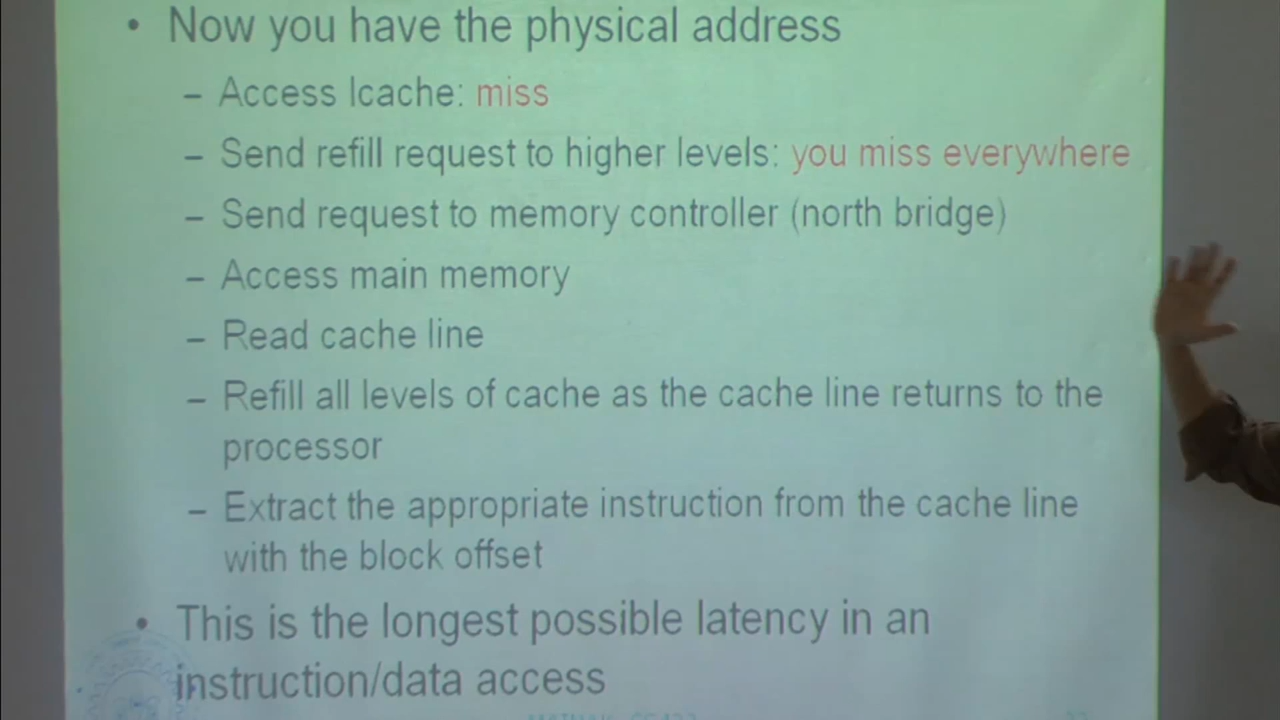 • Now you have the physical address
– Access Icache: miss
– Send refill request to higher levels: you miss everywhere
– Send request to memory controller (north bridge)
– Access main memory
– Read cache line
– Refill all levels of cache as the cache line returns to the
processor
– Extract the appropriate instruction from the cache line
with the block offset
• This is the longest possible latency in an
instruction/data access